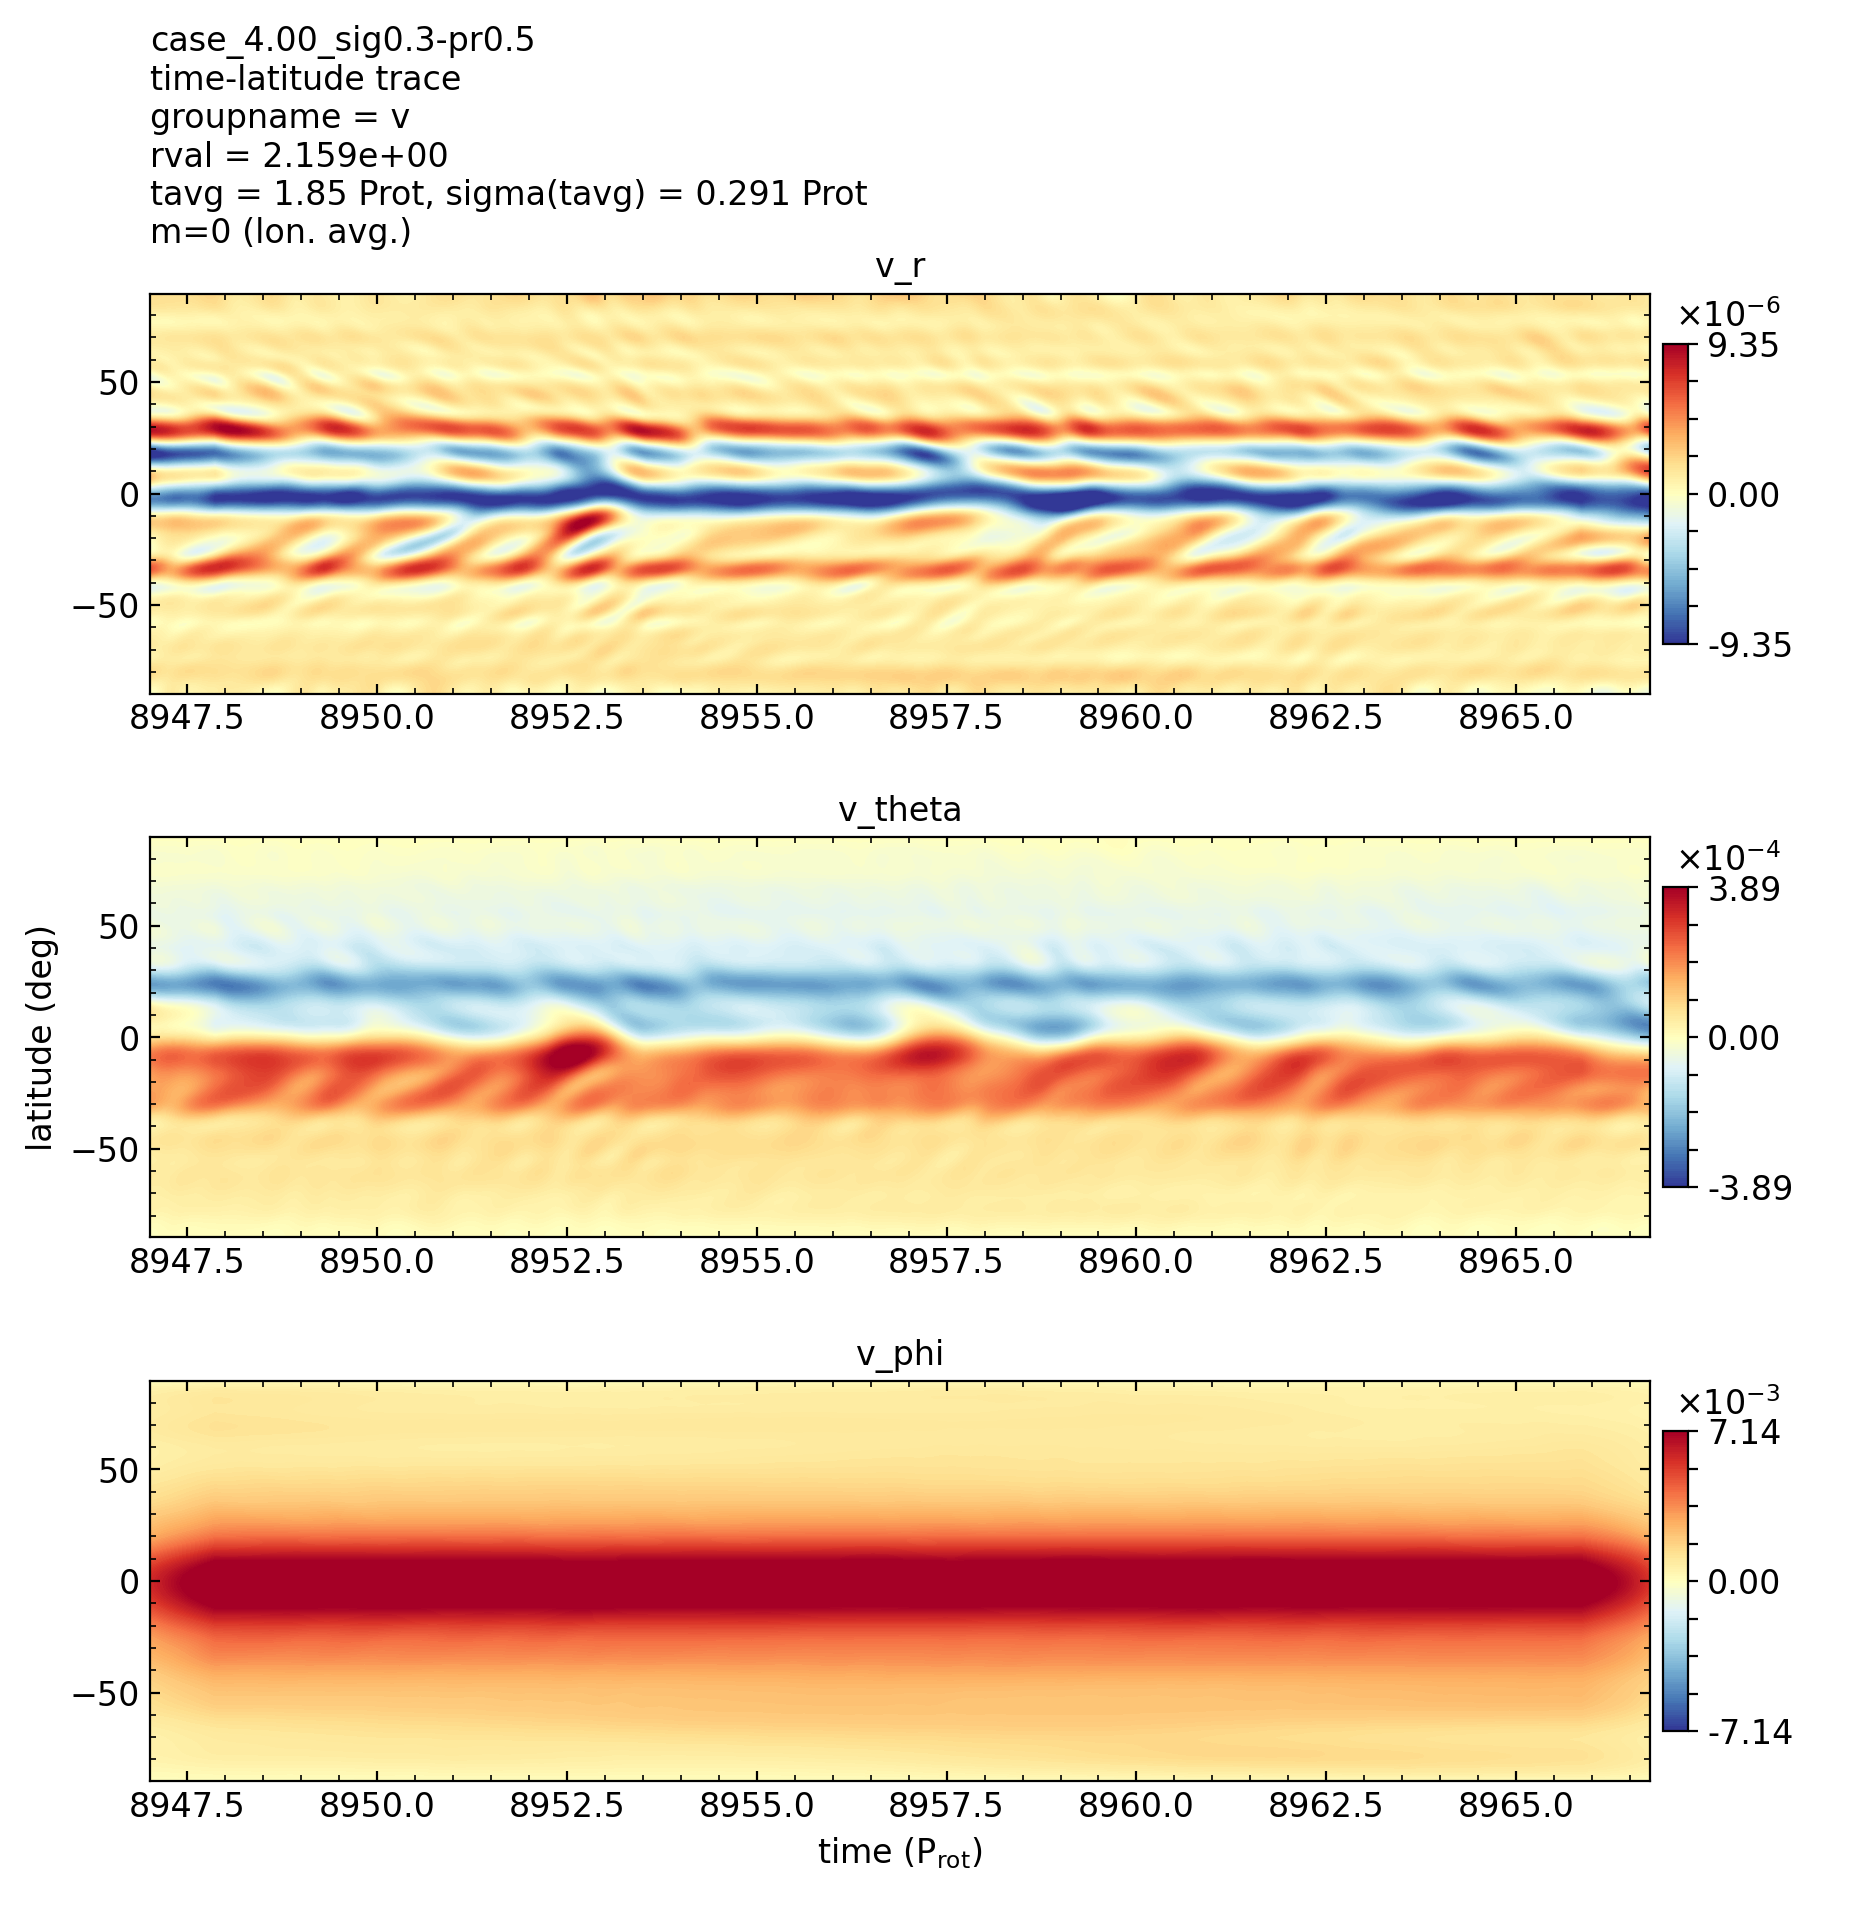 case_4.00_sig0.3-pr0.5
time-latitude trace
groupname = v
rval = 2.159e+00
tavg = 1.85 Prot, sigma(tavg) = 0.291 Prot
m=0 (lon. avg.)
v_r
×10⁻⁶
9.35
0.00
-9.35
50
0
−50
8947.5 8950.0 8952.5 8955.0 8957.5 8960.0 8962.5 8965.0
v_theta
×10⁻⁴
3.89
0.00
-3.89
50
0
−50
latitude (deg)
8947.5 8950.0 8952.5 8955.0 8957.5 8960.0 8962.5 8965.0
v_phi
×10⁻³
7.14
0.00
-7.14
50
0
−50
8947.5 8950.0 8952.5 8955.0 8957.5 8960.0 8962.5 8965.0
time (P_rot)